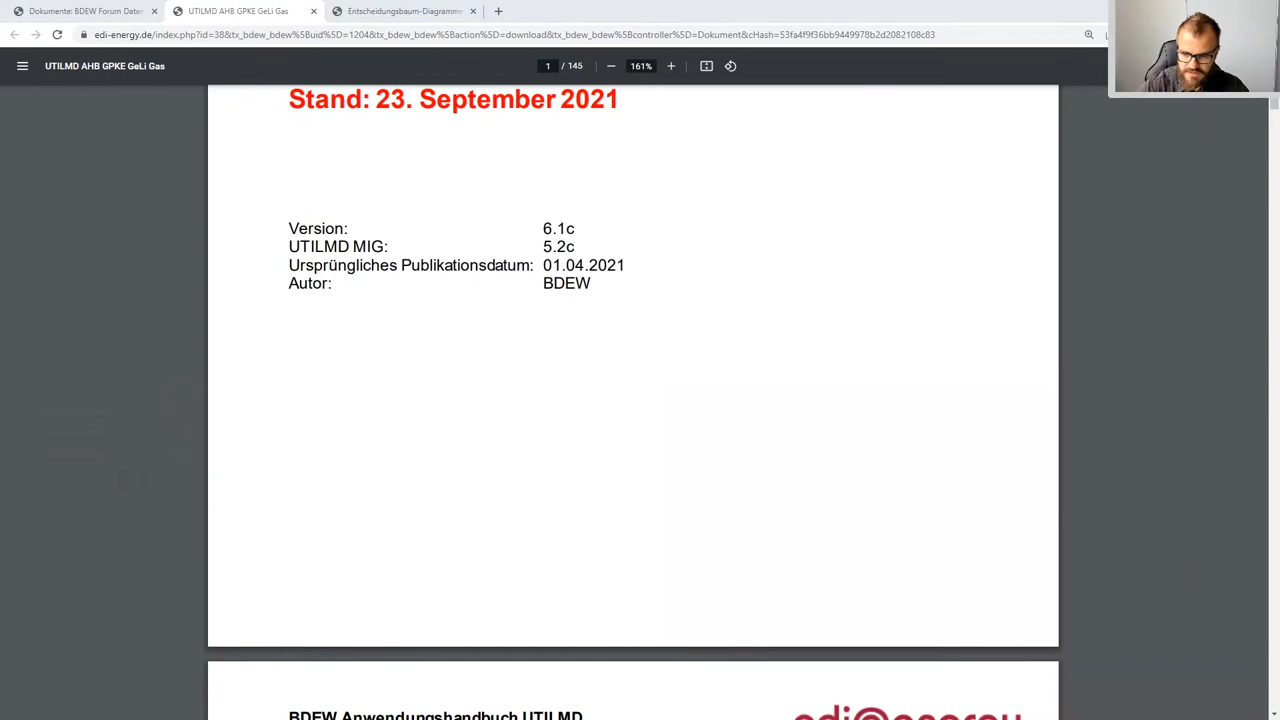 Dokumente: BDEW Forum Daten
UTILMD AHB GPKE GeLi Gas
Entscheidungsbaum-Diagramme
edi-energy.de/index.php?id=38&tx_bdew_bdew%5Buid%5D=1204&tx_bdew_bdew%5Baction%5D=download&tx_bdew_bdew%5Bcontroller%5D=Dokument&cHash=53fa4f9f36bb9449978b2d2082108c83
UTILMD AHB GPKE GeLi Gas
1 / 145
161%
Stand: 23. September 2021
Version: 6.1c
UTILMD MIG: 5.2c
Ursprüngliches Publikationsdatum: 01.04.2021
Autor: BDEW
BDEW Anwendungshandbuch UTILMD
edi@energy